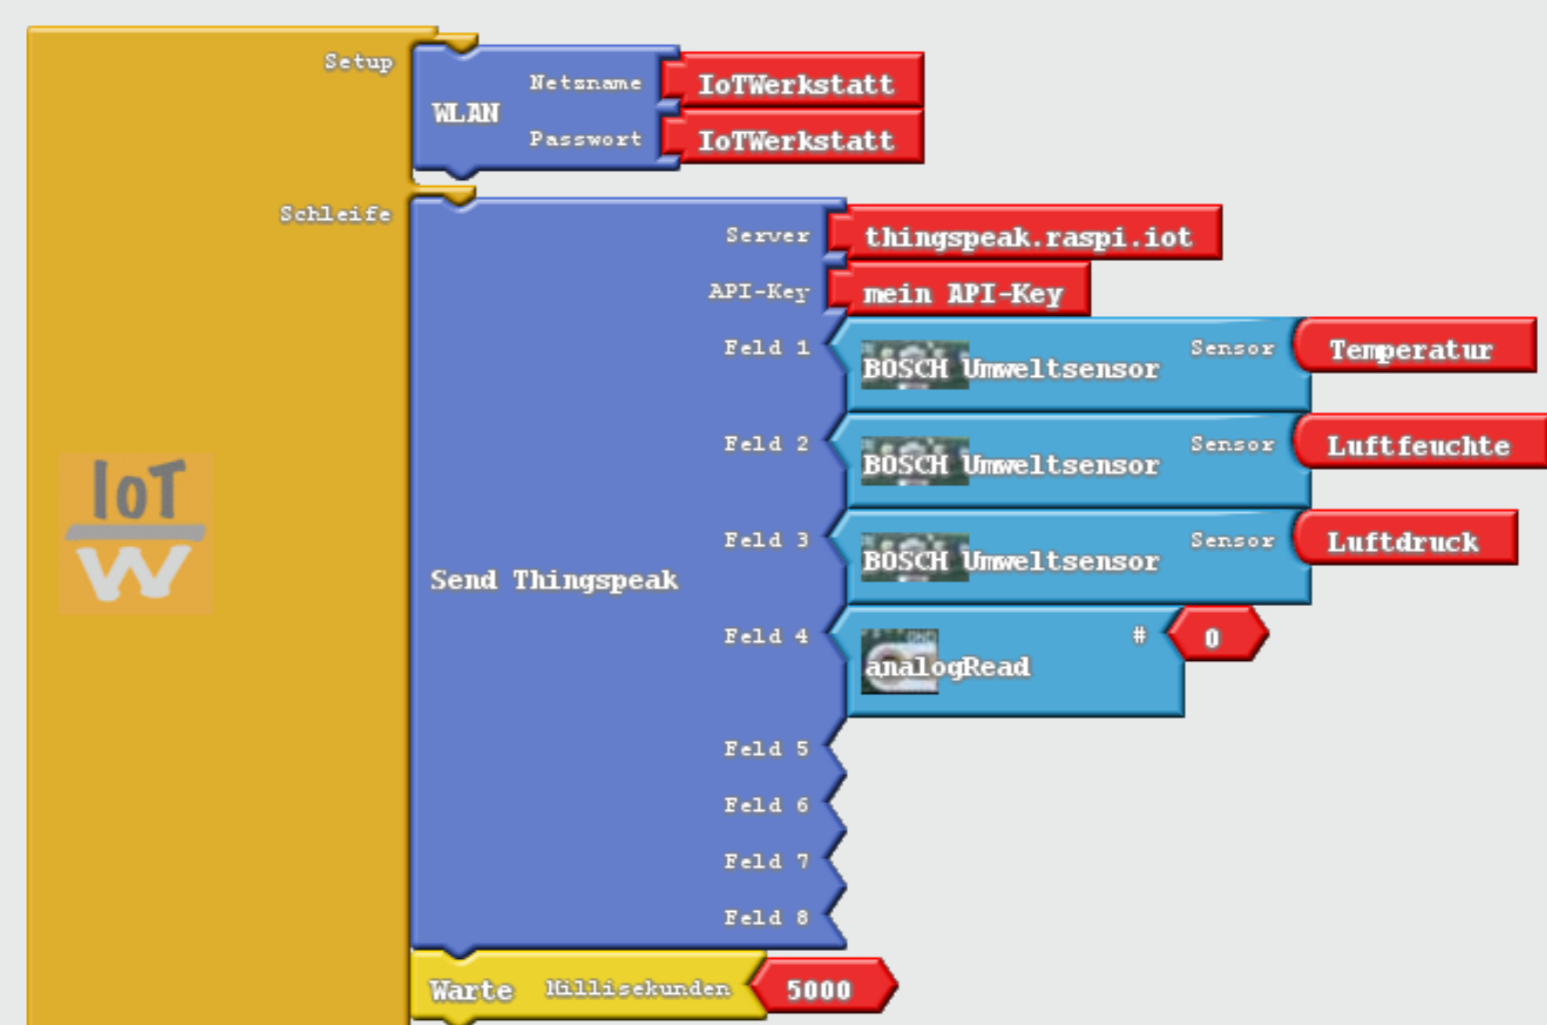 Setup
WLAN
Netzname
IoTWerkstatt
Passwort
IoTWerkstatt
Schleife
Send Thingspeak
Server
thingspeak.raspi.iot
API-Key
mein API-Key
Feld 1
BOSCH Umweltsensor
Sensor
Temperatur
Feld 2
BOSCH Umweltsensor
Sensor
Luftfeuchte
Feld 3
BOSCH Umweltsensor
Sensor
Luftdruck
Feld 4
analogRead
#
0
Feld 5
Feld 6
Feld 7
Feld 8
IoT
W
Warte
Millisekunden
5000